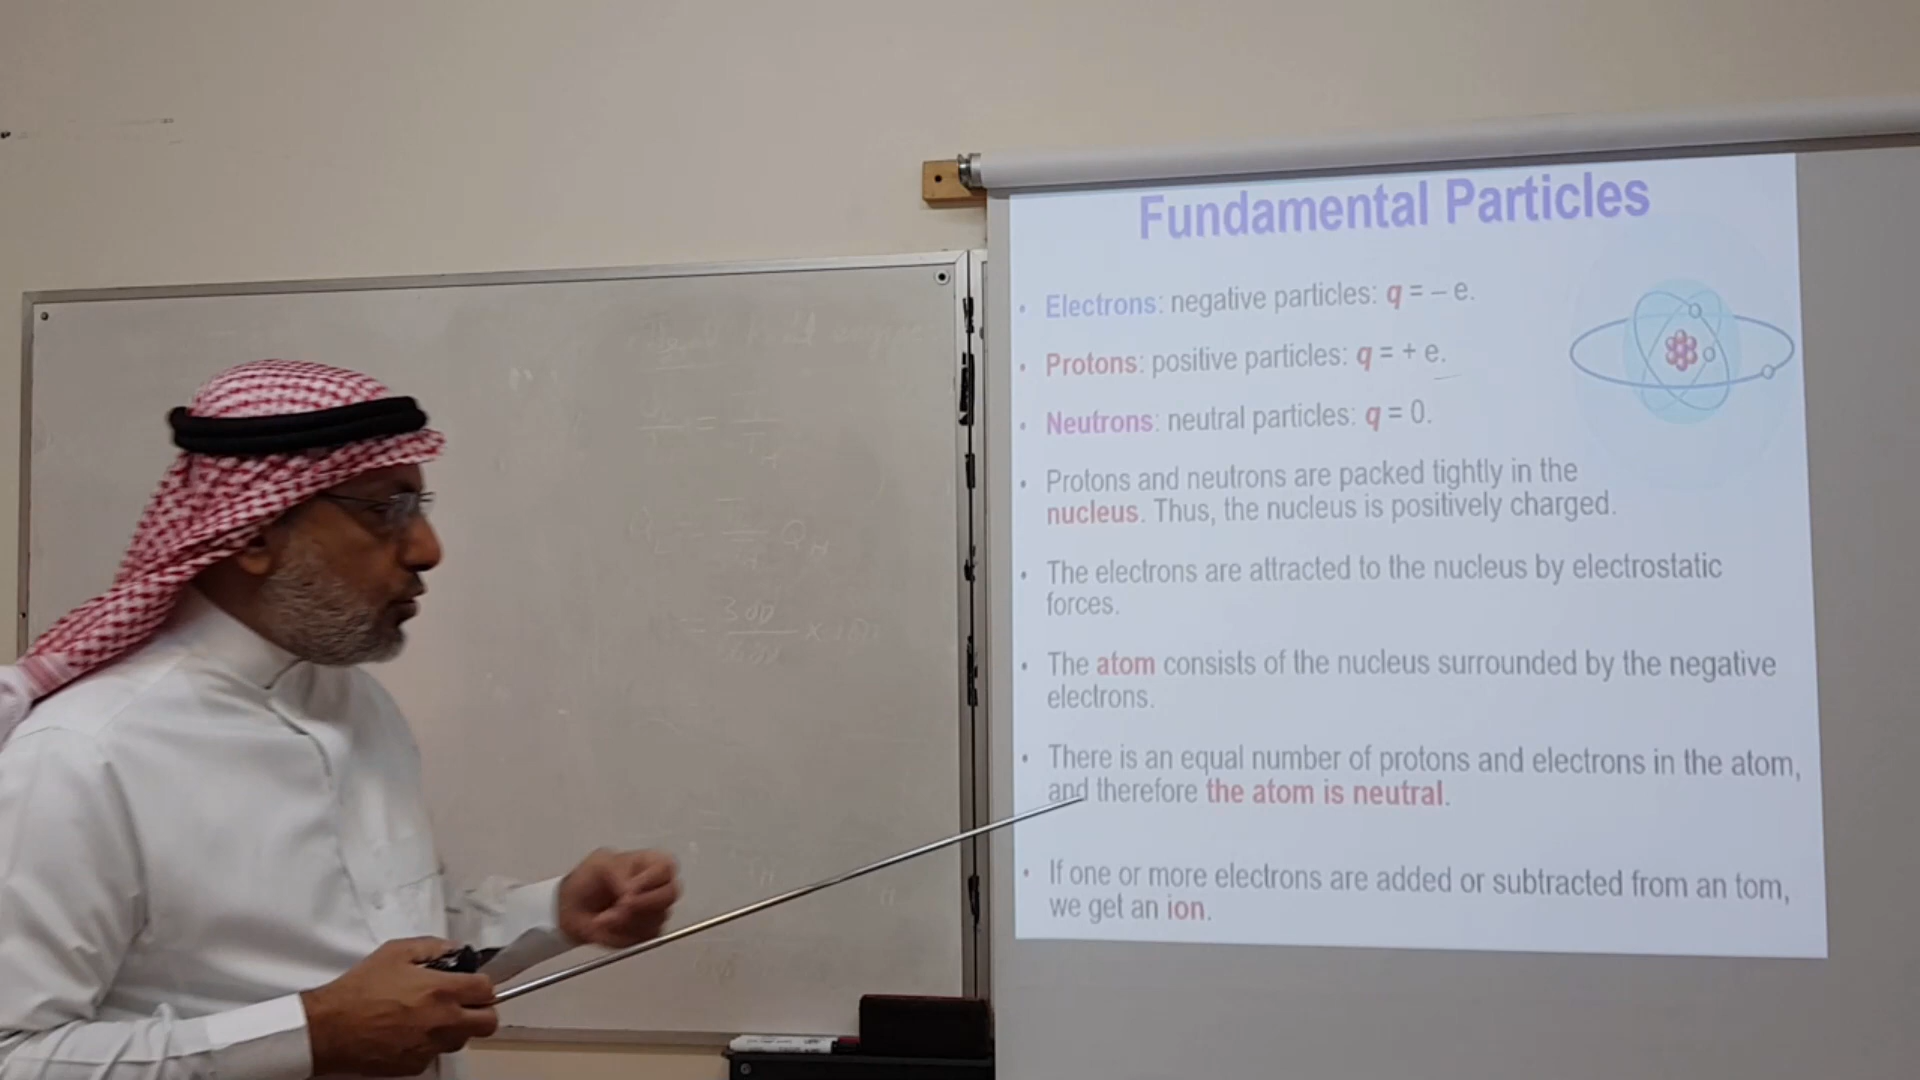 Fundamental Particles
• Electrons: negative particles: q = – e.
• Protons: positive particles: q = + e.
• Neutrons: neutral particles: q = 0.
• Protons and neutrons are packed tightly in the
nucleus. Thus, the nucleus is positively charged.
• The electrons are attracted to the nucleus by electrostatic
forces.
• The atom consists of the nucleus surrounded by the negative
electrons.
• There is an equal number of protons and electrons in the atom,
and therefore the atom is neutral.
• If one or more electrons are added or subtracted from an tom,
we get an ion.